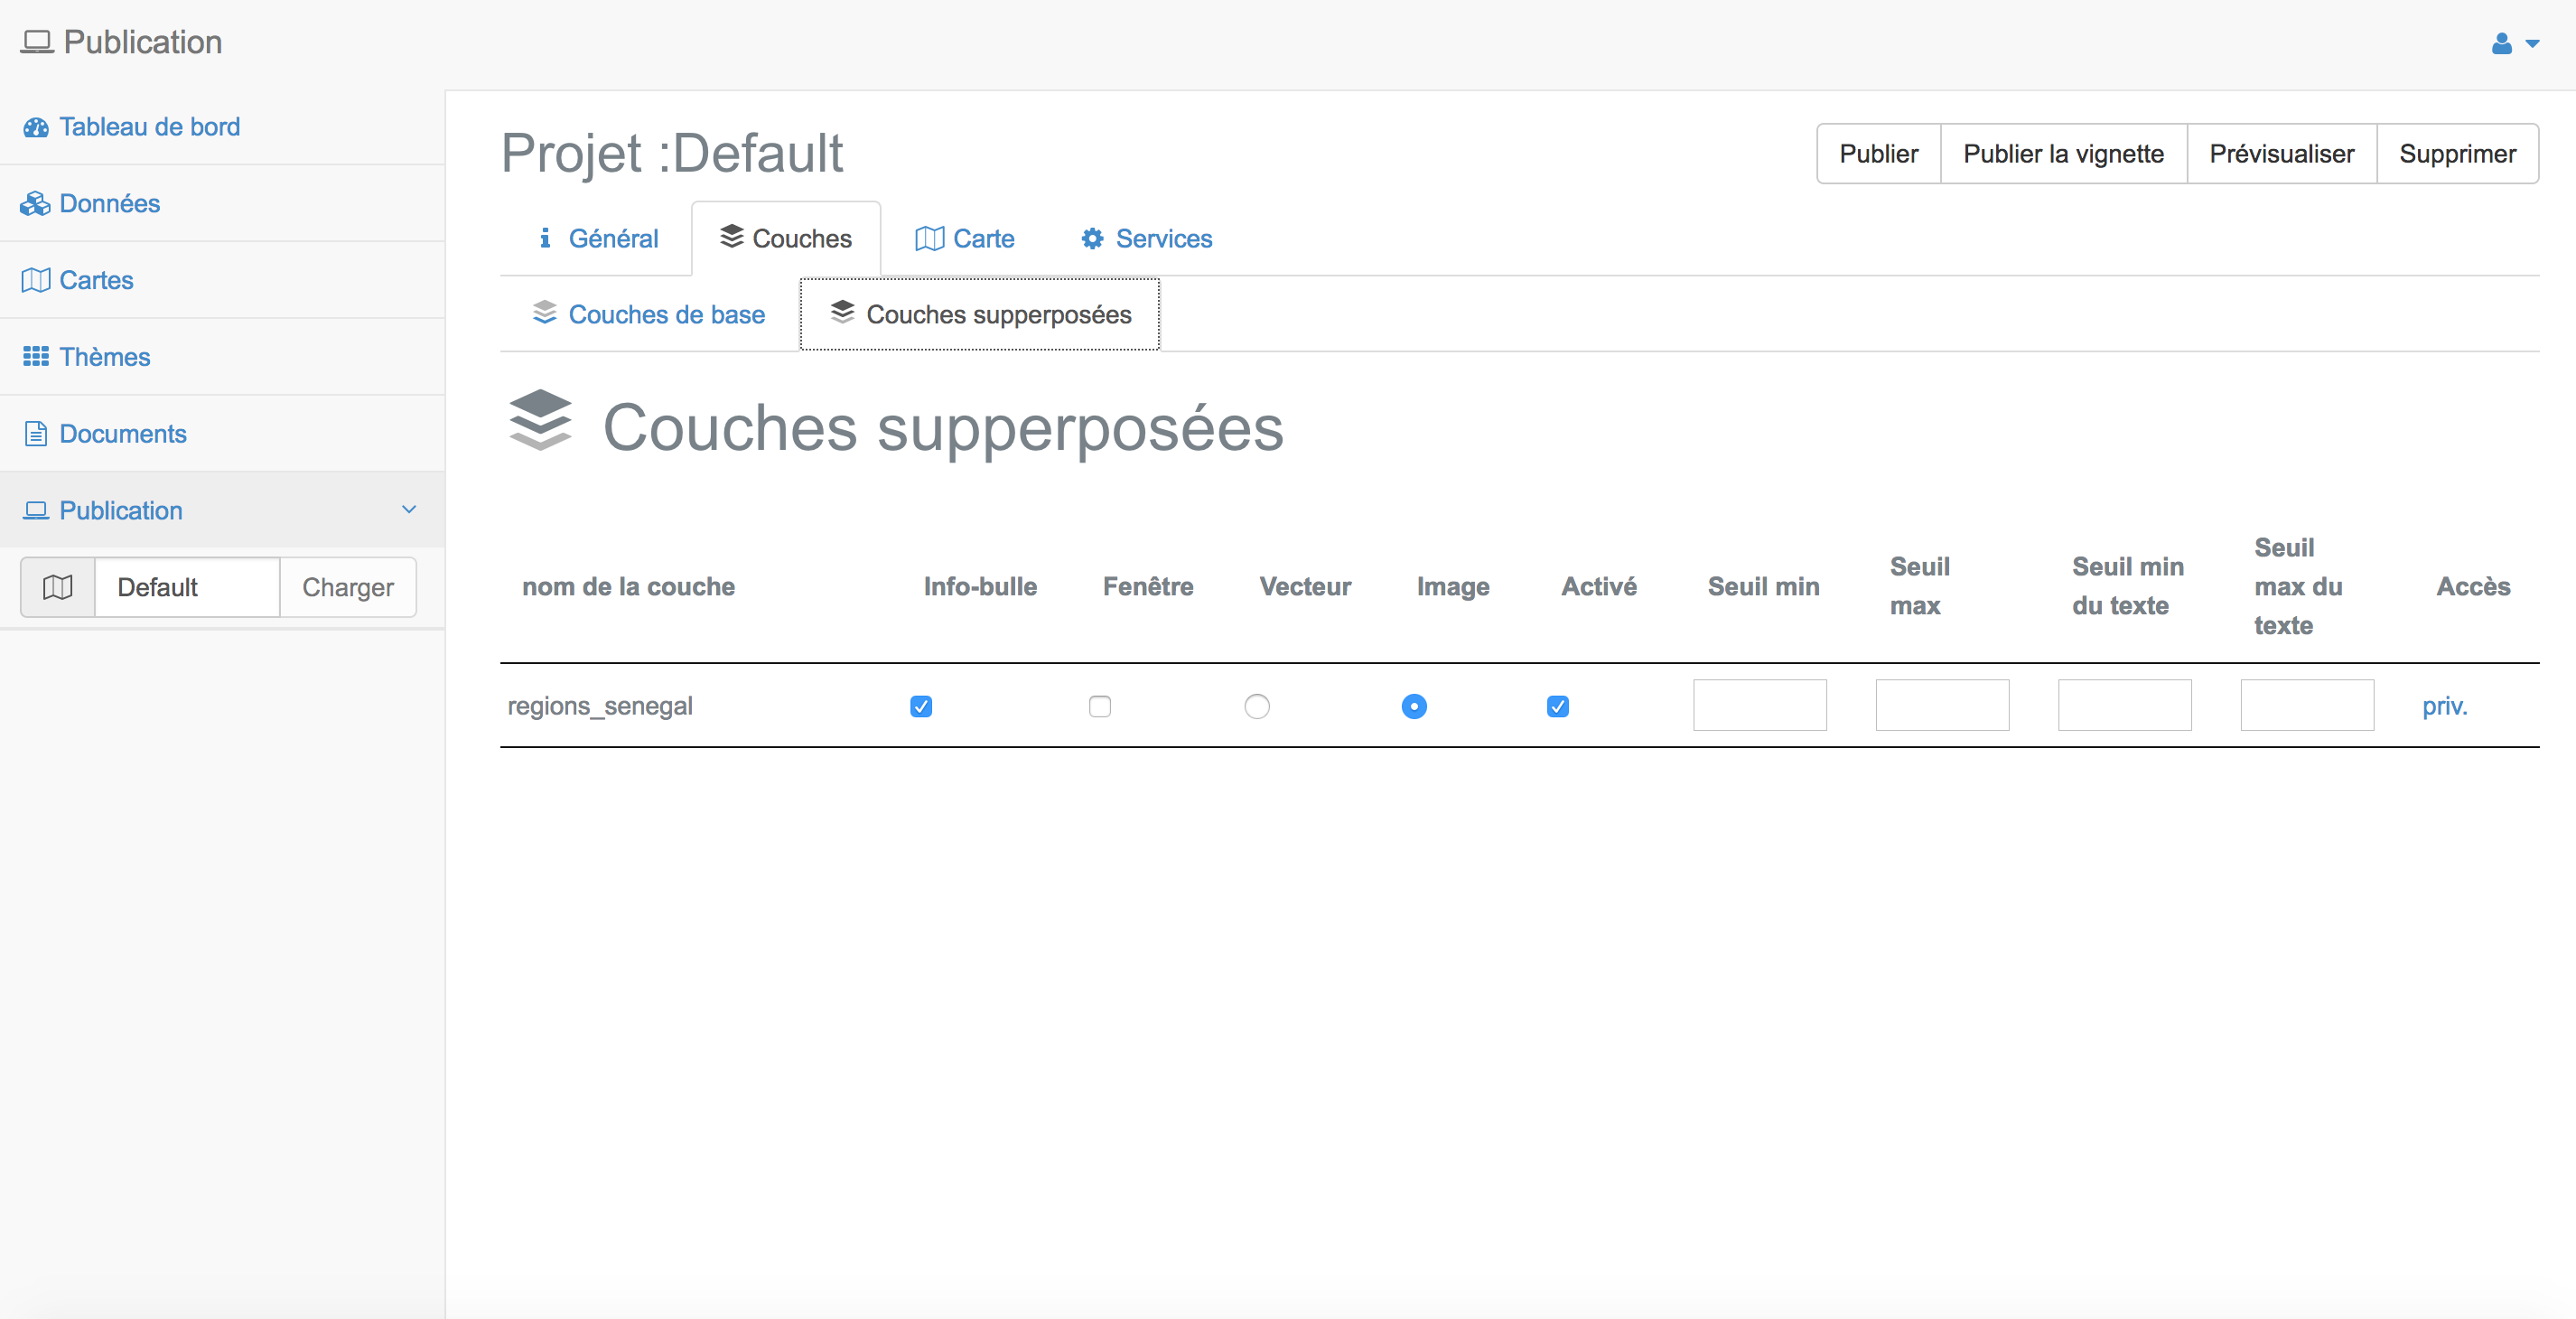 Publication
Tableau de bord
Données
Cartes
Thèmes
Documents
Publication
Default Charger
Projet :Default
Publier Publier la vignette Prévisualiser Supprimer
Général Couches Carte Services
Couches de base Couches supperposées
Couches supperposées
nom de la couche Info-bulle Fenêtre Vecteur Image Activé Seuil min Seuil max Seuil min du texte Seuil max du texte Accès
regions_senegal priv.